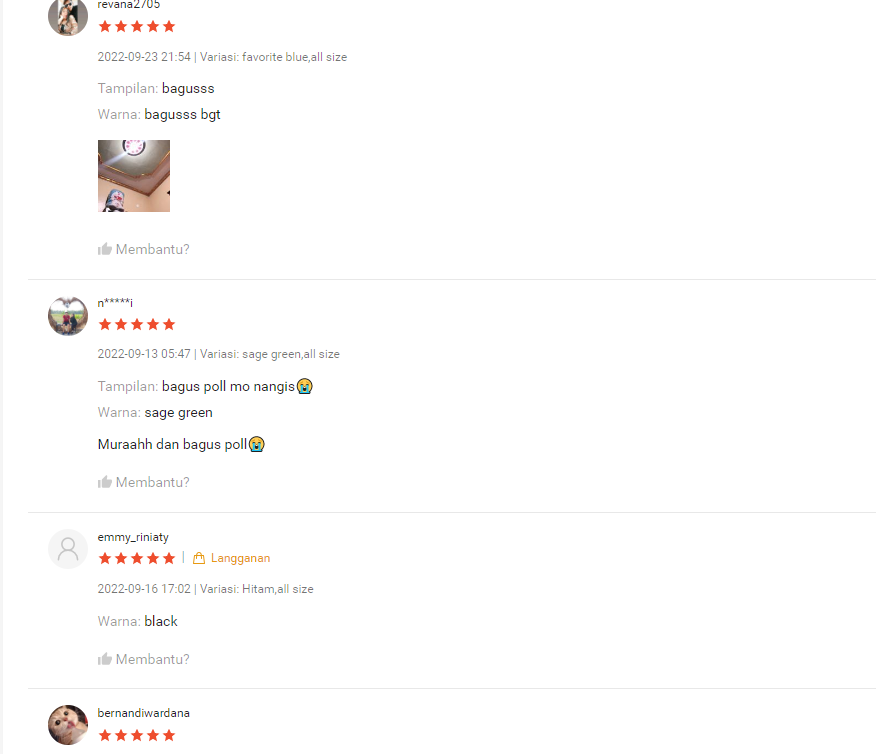 revana2705
2022-09-23 21:54 | Variasi: favorite blue,all size
Tampilan: bagusss
Warna: bagusss bgt
Membantu?
n*****i
2022-09-13 05:47 | Variasi: sage green,all size
Tampilan: bagus poll mo nangis😭
Warna: sage green
Muraahh dan bagus poll😭
Membantu?
emmy_riniaty
| Langganan
2022-09-16 17:02 | Variasi: Hitam,all size
Warna: black
Membantu?
bernandiwardana